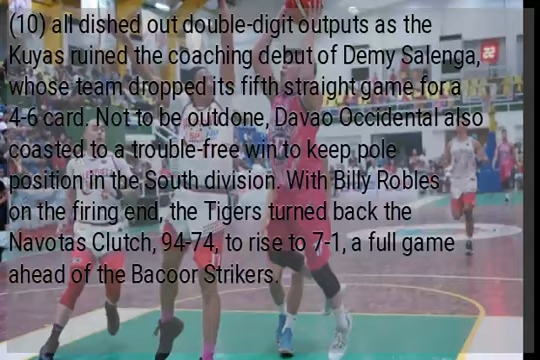 (10) all dished out double-digit outputs as the
Kuyas ruined the coaching debut of Demy Salenga,
whose team dropped its fifth straight game for a
4-6 card. Not to be outdone, Davao Occidental also
coasted to a trouble-free win to keep pole
position in the South division. With Billy Robles
on the firing end, the Tigers turned back the
Navotas Clutch, 94-74, to rise to 7-1, a full game
ahead of the Bacoor Strikers.